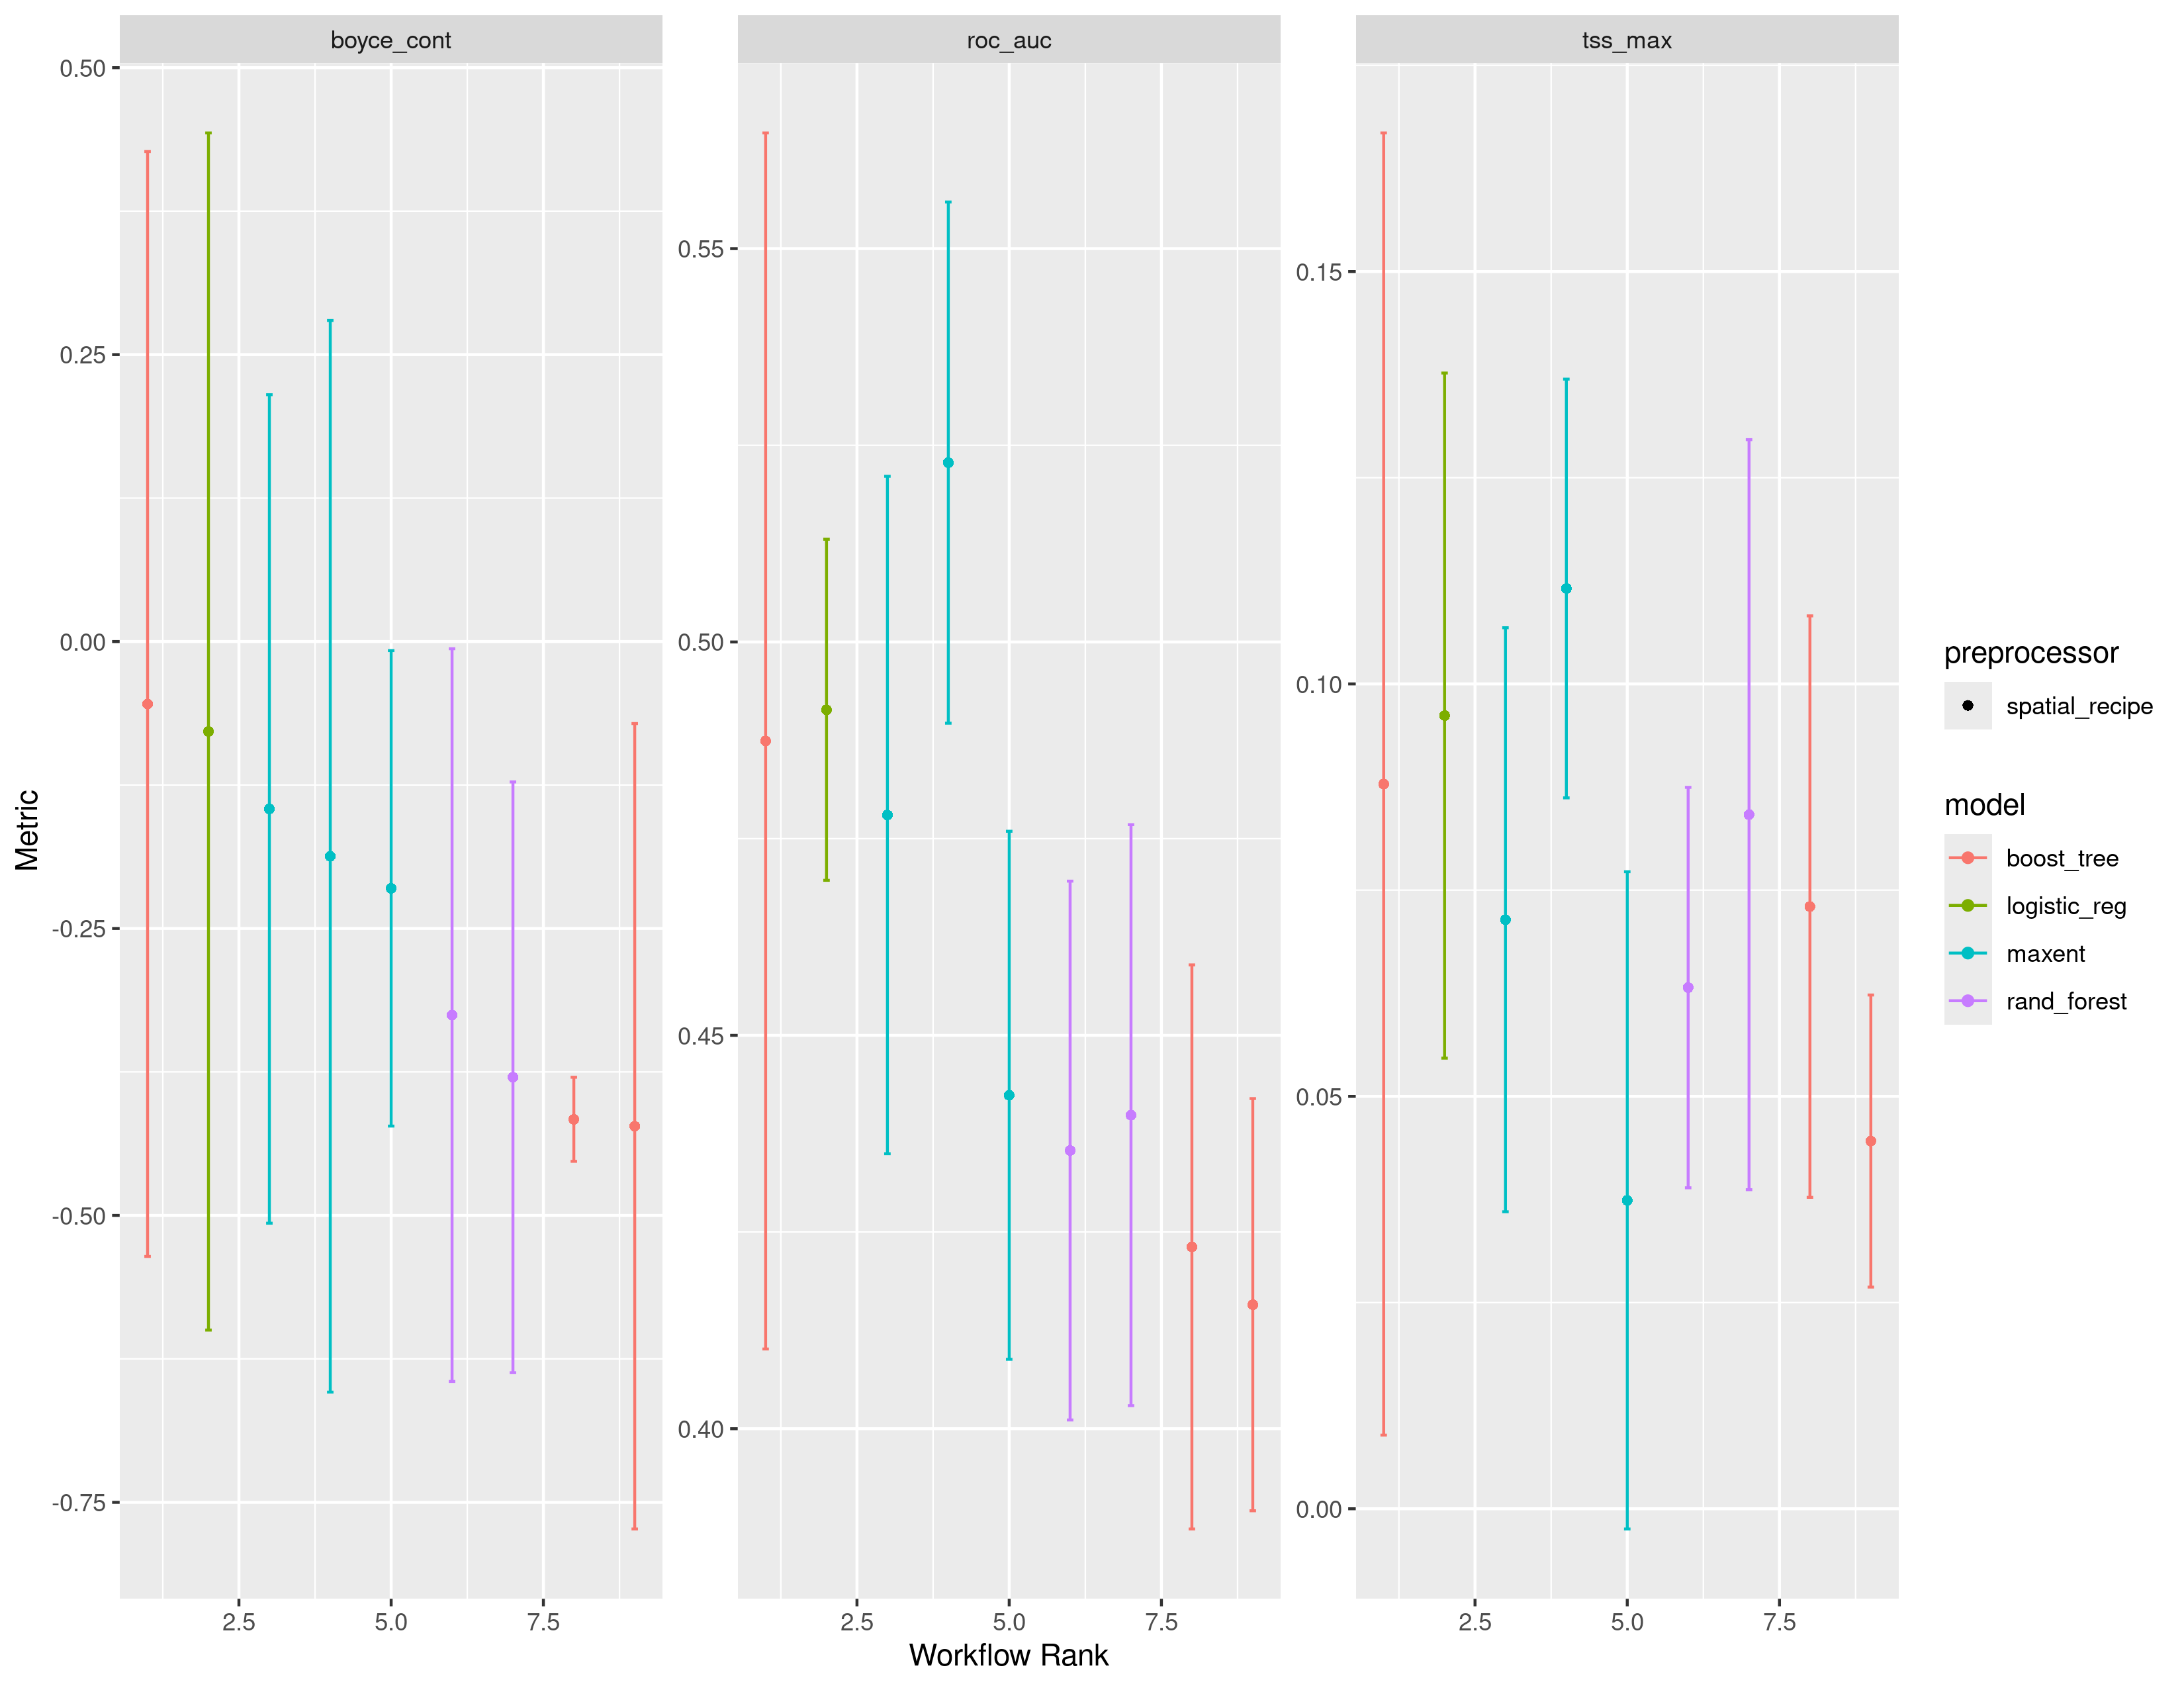 boyce_cont
roc_auc
tss_max
0.50
0.25
0.00
-0.25
-0.50
-0.75
0.55
0.50
0.45
0.40
0.15
0.10
0.05
0.00
2.5 5.0 7.5
2.5 5.0 7.5
2.5 5.0 7.5
Metric
Workflow Rank
preprocessor
spatial_recipe
model
boost_tree
logistic_reg
maxent
rand_forest